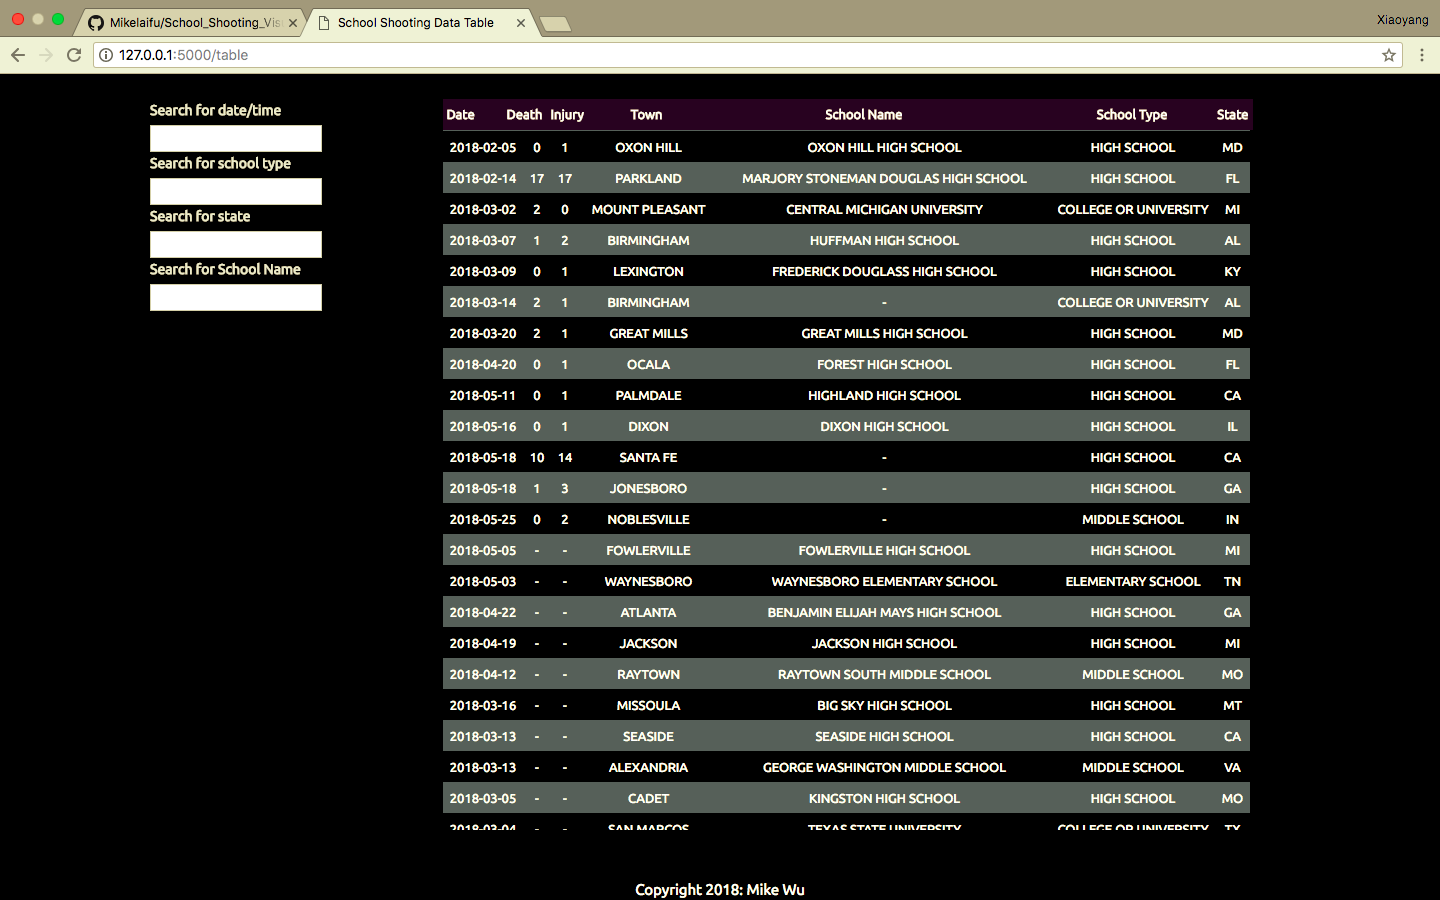 Mikelaifu/School_Shooting_Vis
School Shooting Data Table
Xiaoyang
127.0.0.1:5000/table
Search for date/time
Search for school type
Search for state
Search for School Name
Date Death Injury Town School Name School Type State
2018-02-05 0 1 OXON HILL OXON HILL HIGH SCHOOL HIGH SCHOOL MD
2018-02-14 17 17 PARKLAND MARJORY STONEMAN DOUGLAS HIGH SCHOOL HIGH SCHOOL FL
2018-03-02 2 0 MOUNT PLEASANT CENTRAL MICHIGAN UNIVERSITY COLLEGE OR UNIVERSITY MI
2018-03-07 1 2 BIRMINGHAM HUFFMAN HIGH SCHOOL HIGH SCHOOL AL
2018-03-09 0 1 LEXINGTON FREDERICK DOUGLASS HIGH SCHOOL HIGH SCHOOL KY
2018-03-14 2 1 BIRMINGHAM - COLLEGE OR UNIVERSITY AL
2018-03-20 2 1 GREAT MILLS GREAT MILLS HIGH SCHOOL HIGH SCHOOL MD
2018-04-20 0 1 OCALA FOREST HIGH SCHOOL HIGH SCHOOL FL
2018-05-11 0 1 PALMDALE HIGHLAND HIGH SCHOOL HIGH SCHOOL CA
2018-05-16 0 1 DIXON DIXON HIGH SCHOOL HIGH SCHOOL IL
2018-05-18 10 14 SANTA FE - HIGH SCHOOL CA
2018-05-18 1 3 JONESBORO - HIGH SCHOOL GA
2018-05-25 0 2 NOBLESVILLE - MIDDLE SCHOOL IN
2018-05-05 - - FOWLERVILLE FOWLERVILLE HIGH SCHOOL HIGH SCHOOL MI
2018-05-03 - - WAYNESBORO WAYNESBORO ELEMENTARY SCHOOL ELEMENTARY SCHOOL TN
2018-04-22 - - ATLANTA BENJAMIN ELIJAH MAYS HIGH SCHOOL HIGH SCHOOL GA
2018-04-19 - - JACKSON JACKSON HIGH SCHOOL HIGH SCHOOL MI
2018-04-12 - - RAYTOWN RAYTOWN SOUTH MIDDLE SCHOOL MIDDLE SCHOOL MO
2018-03-16 - - MISSOULA BIG SKY HIGH SCHOOL HIGH SCHOOL MT
2018-03-13 - - SEASIDE SEASIDE HIGH SCHOOL HIGH SCHOOL CA
2018-03-13 - - ALEXANDRIA GEORGE WASHINGTON MIDDLE SCHOOL MIDDLE SCHOOL VA
2018-03-05 - - CADET KINGSTON HIGH SCHOOL HIGH SCHOOL MO
2018-03-04 - - SAN MARCOS TEXAS STATE UNIVERSITY COLLEGE OR UNIVERSITY TX
Copyright 2018: Mike Wu